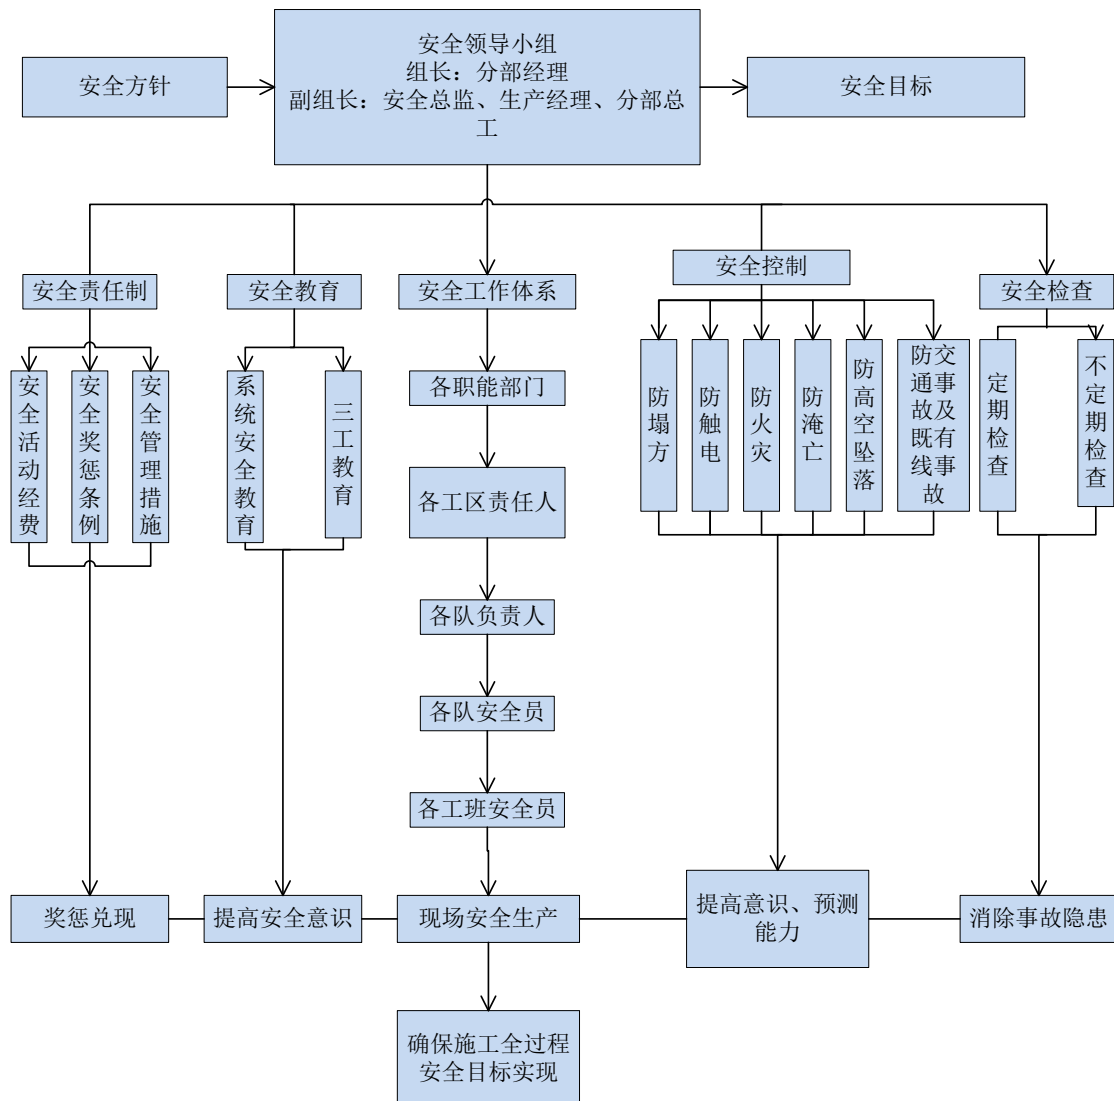 安全方针
安全领导小组
组长：分部经理
副组长：安全总监、生产经理、分部总
工
安全目标
安全责任制
安全教育
安全工作体系
安全控制
安全检查
安全活动经费
安全奖惩条例
安全管理措施
系统安全教育
三工教育
各职能部门
各工区责任人
各队负责人
各队安全员
各工班安全员
防塌方
防触电
防火灾
防淹亡
防高空坠落
防交
通事
故及
既有
线事
故
定期检查
不定期检查
奖惩兑现
提高安全意识
现场安全生产
提高意识、预测
能力
消除事故隐患
确保施工全过程
安全目标实现